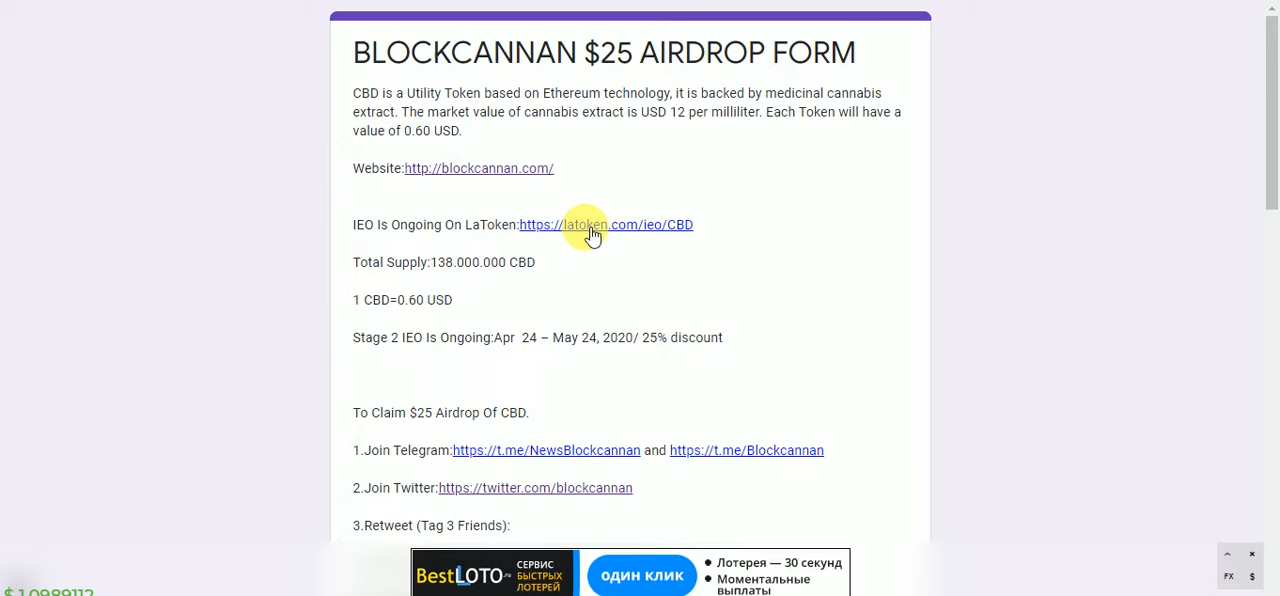 BLOCKCANNAN $25 AIRDROP FORM
CBD is a Utility Token based on Ethereum technology, it is backed by medicinal cannabis
extract. The market value of cannabis extract is USD 12 per milliliter. Each Token will have a
value of 0.60 USD.
Website:http://blockcannan.com/
IEO Is Ongoing On LaToken:https://latoken.com/ieo/CBD
Total Supply:138.000.000 CBD
1 CBD=0.60 USD
Stage 2 IEO Is Ongoing:Apr 24 – May 24, 2020/ 25% discount
To Claim $25 Airdrop Of CBD.
1.Join Telegram:https://t.me/NewsBlockcannan and https://t.me/Blockcannan
2.Join Twitter:https://twitter.com/blockcannan
3.Retweet (Tag 3 Friends):
BestLOTO.ru
СЕРВИС
БЫСТРЫХ
ЛОТЕРЕЙ
один клик
• Лотерея — 30 секунд
• Моментальные
выплаты
FX $
$ 1.0989112